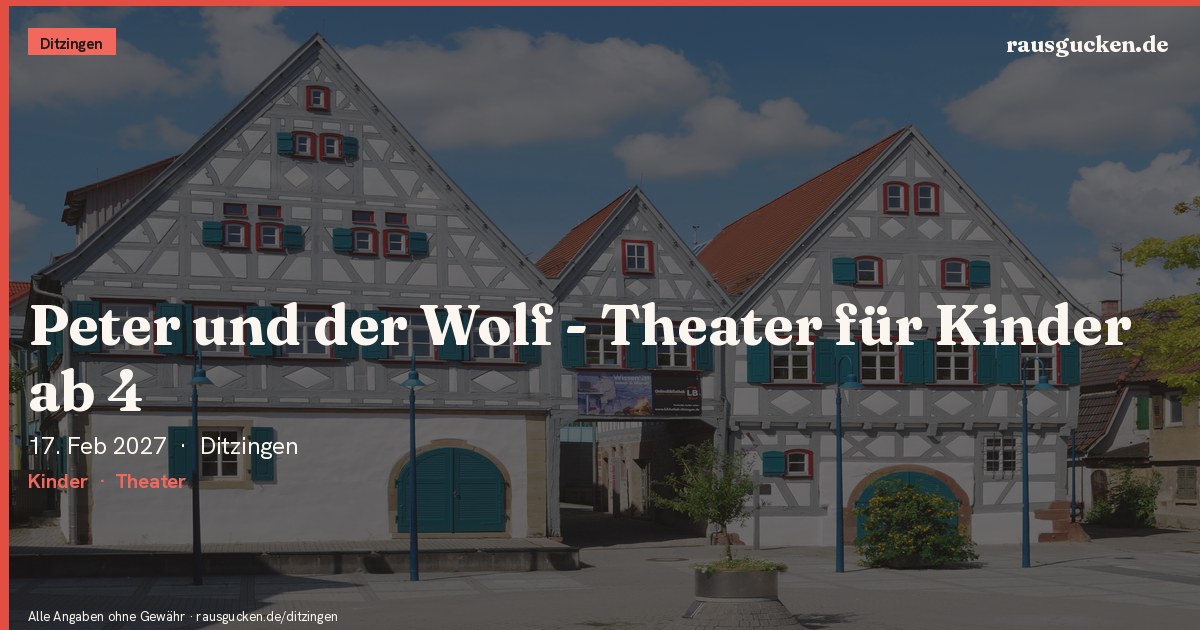 Ditzingen
rausgucken.de
Peter und der Wolf - Theater für Kinder
ab 4
17. Feb 2027 · Ditzingen
Kinder · Theater
Alle Angaben ohne Gewähr · rausgucken.de/ditzingen